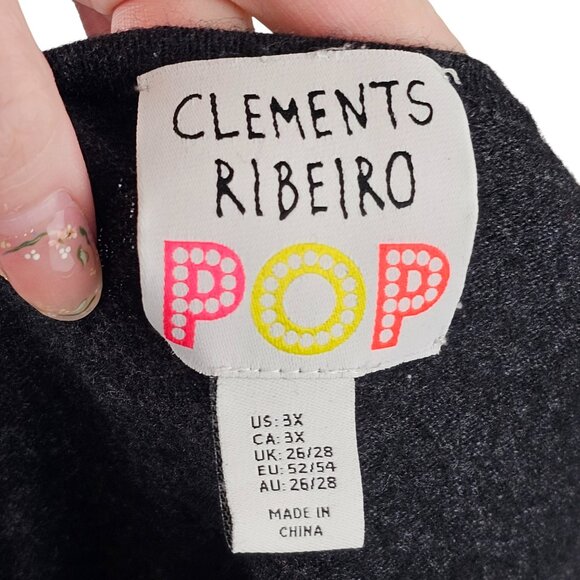 CLEMENTS
RIBEIRO
POP
US: 3X
CA: 3X
UK: 26/28
EU: 52/54
AU: 26/28
MADE IN
CHINA